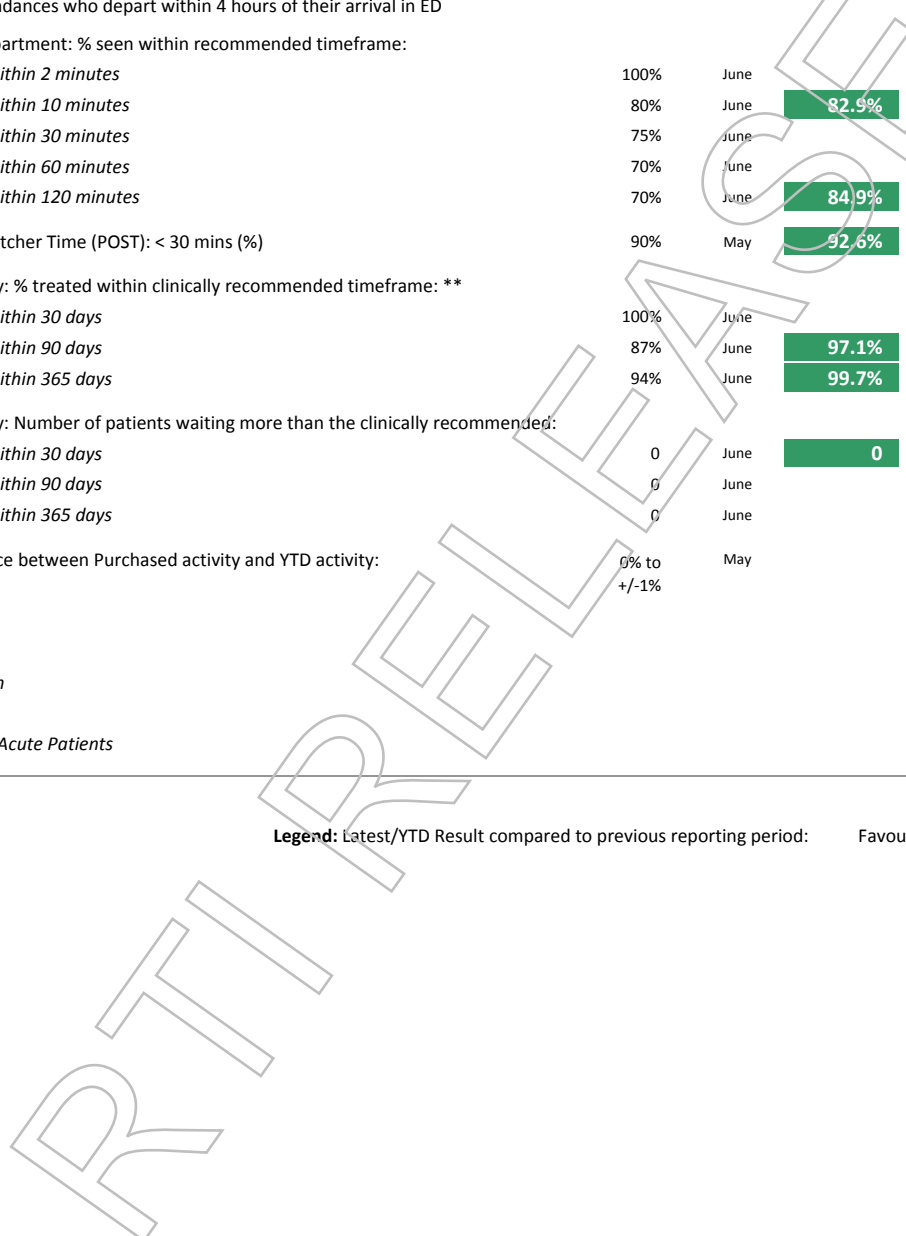 ndances who depart within 4 hours of their arrival in ED
partment: % seen within recommended timeframe:
ithin 2 minutes 100% June
ithin 10 minutes 80% June 82.9%
ithin 30 minutes 75% June
ithin 60 minutes 70% June
ithin 120 minutes 70% June 84.9%
tcher Time (POST): < 30 mins (%) 90% May 92.6%
y: % treated within clinically recommended timeframe: **
ithin 30 days 100% June
ithin 90 days 87% June 97.1%
ithin 365 days 94% June 99.7%
y: Number of patients waiting more than the clinically recommended:
ithin 30 days 0 June 0
ithin 90 days 0 June
ithin 365 days 0 June
ce between Purchased activity and YTD activity: 0% to May
+/-1%
n
Acute Patients
Legend: Latest/YTD Result compared to previous reporting period: Favou
RTI RELEASE